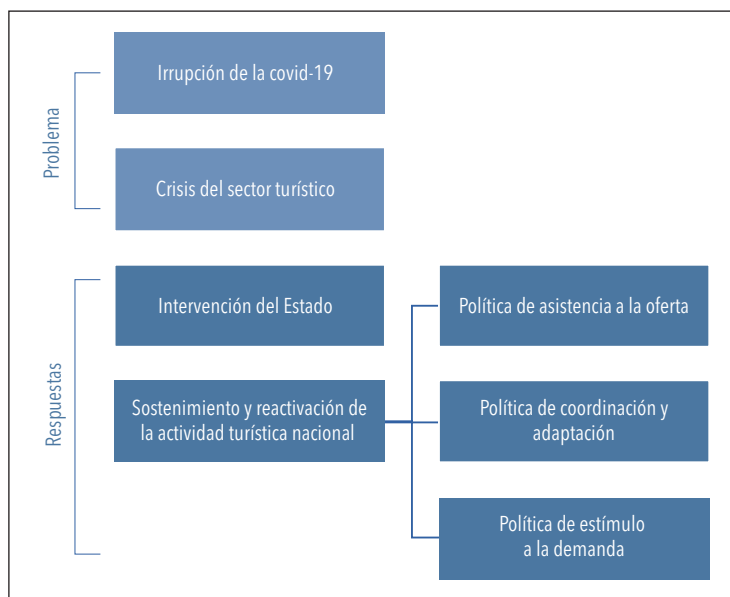 Problema
Irrupción de la covid-19
Crisis del sector turístico
Respuestas
Intervención del Estado
Sostenimiento y reactivación de
la actividad turística nacional
Política de asistencia a la oferta
Política de coordinación y
adaptación
Política de estímulo
a la demanda